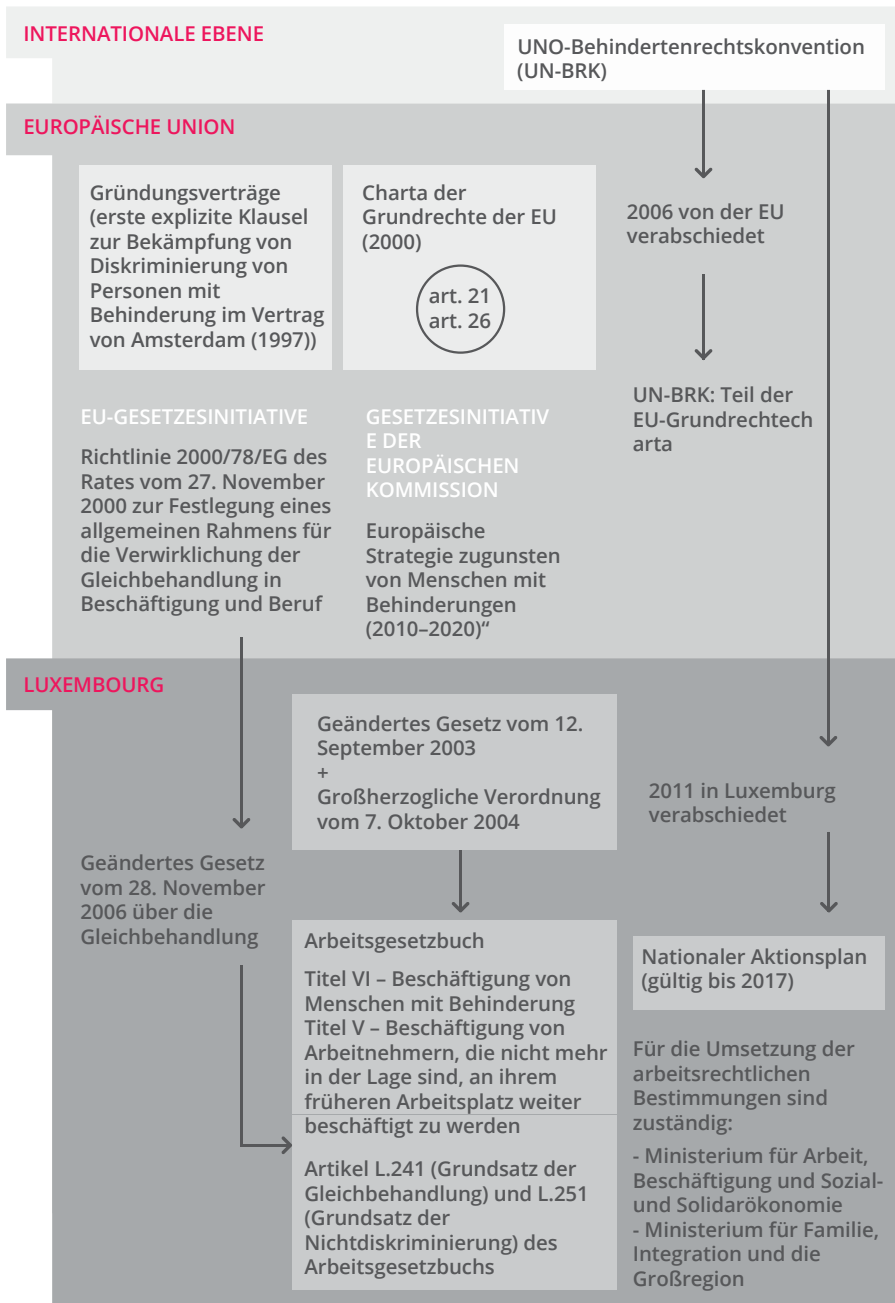 INTERNATIONALE EBENE
UNO-Behindertenrechtskonvention
(UN-BRK)
EUROPÄISCHE UNION
Gründungsverträge
(erste explizite Klausel
zur Bekämpfung von
Diskriminierung von
Personen mit
Behinderung im Vertrag
von Amsterdam (1997))
Charta der
Grundrechte der EU
(2000)
art. 21
art. 26
2006 von der EU
verabschiedet
UN-BRK: Teil der
EU-Grundrechtech
arta
EU-GESETZESINITIATIVE
Richtlinie 2000/78/EG des
Rates vom 27. November
2000 zur Festlegung eines
allgemeinen Rahmens für
die Verwirklichung der
Gleichbehandlung in
Beschäftigung und Beruf
GESETZESINITIATIV
E DER
EUROPÄISCHEN
KOMMISSION
Europäische
Strategie zugunsten
von Menschen mit
Behinderungen
(2010–2020)“
LUXEMBOURG
Geändertes Gesetz vom 12.
September 2003
+
Großherzogliche Verordnung
vom 7. Oktober 2004
2011 in Luxemburg
verabschiedet
Geändertes Gesetz
vom 28. November
2006 über die
Gleichbehandlung
Arbeitsgesetzbuch
Titel VI – Beschäftigung von
Menschen mit Behinderung
Titel V – Beschäftigung von
Arbeitnehmern, die nicht mehr
in der Lage sind, an ihrem
früheren Arbeitsplatz weiter
beschäftigt zu werden
Artikel L.241 (Grundsatz der
Gleichbehandlung) und L.251
(Grundsatz der
Nichtdiskriminierung) des
Arbeitsgesetzbuchs
Nationaler Aktionsplan
(gültig bis 2017)
Für die Umsetzung der
arbeitsrechtlichen
Bestimmungen sind
zuständig:
- Ministerium für Arbeit,
Beschäftigung und Sozial-
und Solidarökonomie
- Ministerium für Familie,
Integration und die
Großregion